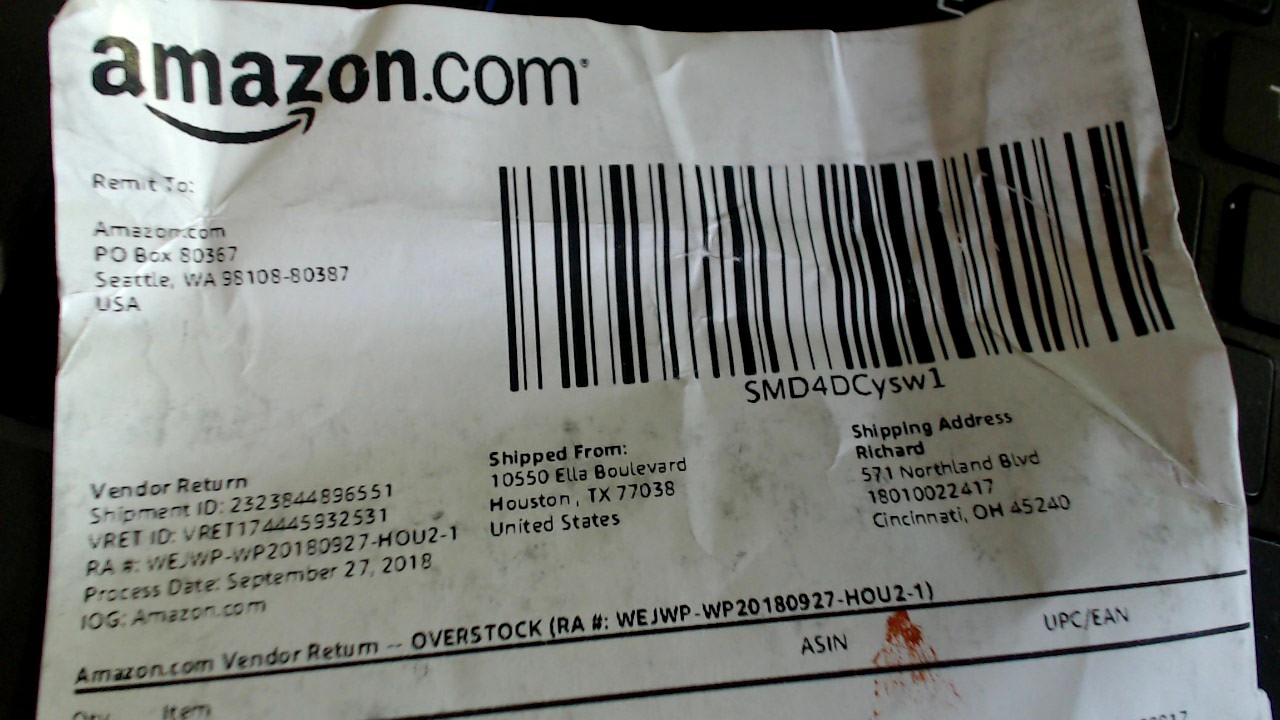 amazon.com
Remit To:
Amazon.com
PO Box 80367
Seattle, WA 98108-80387
USA
SMD4DCysw1
Vendor Return
Shipment ID: 2323844896551
VRET ID: VRET174445932531
RA #: WEJWP-WP20180927-HOU2-1
Process Date: September 27, 2018
IOG: Amazon.com
Shipped From:
10550 Ella Boulevard
Houston , TX 77038
United States
Shipping Address
Richard
571 Northland Blvd
18010022417
Cincinnati, OH 45240
Amazon.com Vendor Return -- OVERSTOCK (RA #: WEJWP-WP20180927-HOU2-1)
Qty Item ASIN UPC/EAN